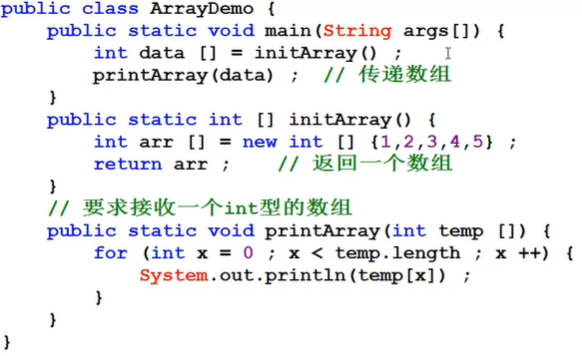 public class ArrayDemo {
public static void main(String args[]) {
int data [] = initArray() ;
printArray(data) ; // 传递数组
}
public static int [] initArray() {
int arr [] = new int [] {1,2,3,4,5} ;
return arr ; // 返回一个数组
}
// 要求接收一个int型的数组
public static void printArray(int temp []) {
for (int x = 0 ; x < temp.length ; x ++) {
System.out.println(temp[x]) ;
}
}
}